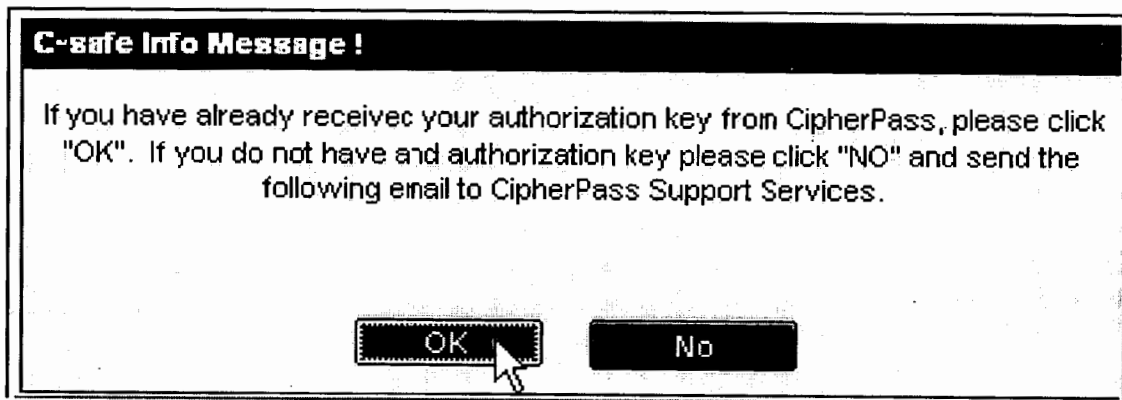 C-safe Info Message !
If you have already received your authorization key from CipherPass, please click
"OK". If you do not have and authorization key please click "NO" and send the
following email to CipherPass Support Services.
OK
No